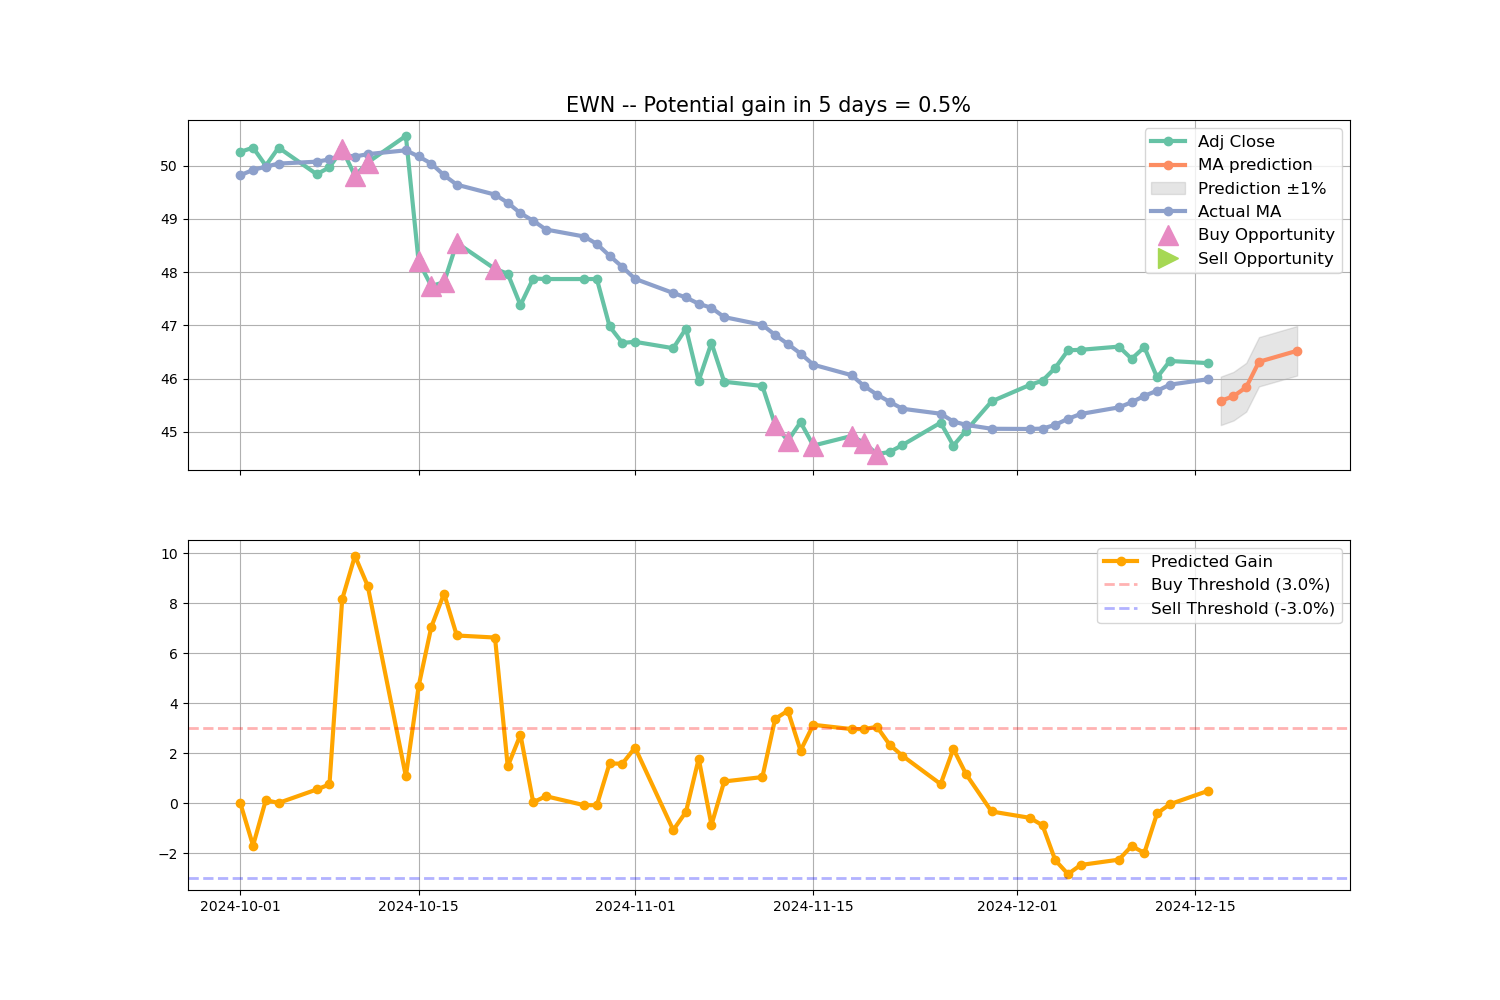 EWN -- Potential gain in 5 days = 0.5%
50
49
48
47
46
45
Adj Close
MA prediction
Prediction ±1%
Actual MA
Buy Opportunity
Sell Opportunity
10
8
6
4
2
0
−2
Predicted Gain
Buy Threshold (3.0%)
Sell Threshold (-3.0%)
2024-10-01
2024-10-15
2024-11-01
2024-11-15
2024-12-01
2024-12-15